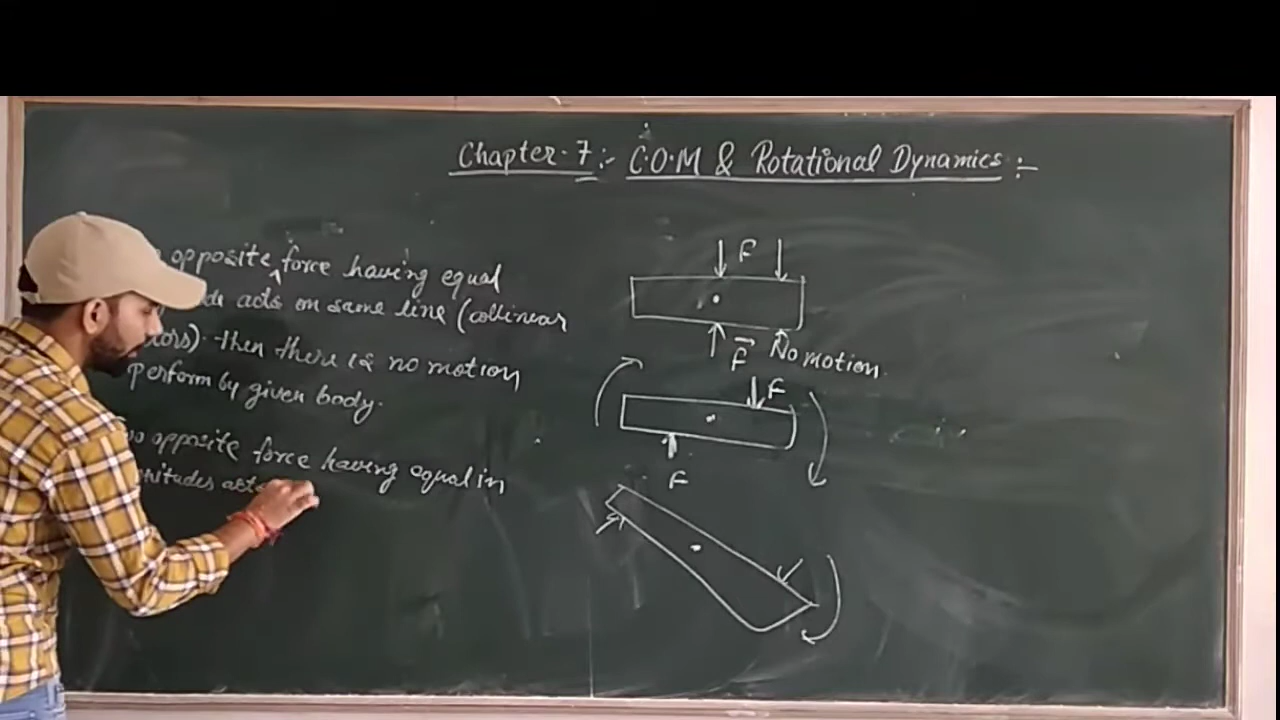 Chapter-7:- C.O.M & Rotational Dynamics :-
opposite force having equal
acts on same line (collinear
then there is no motion
perform by given body.
opposite force having equal in
F
F
No motion
F
F